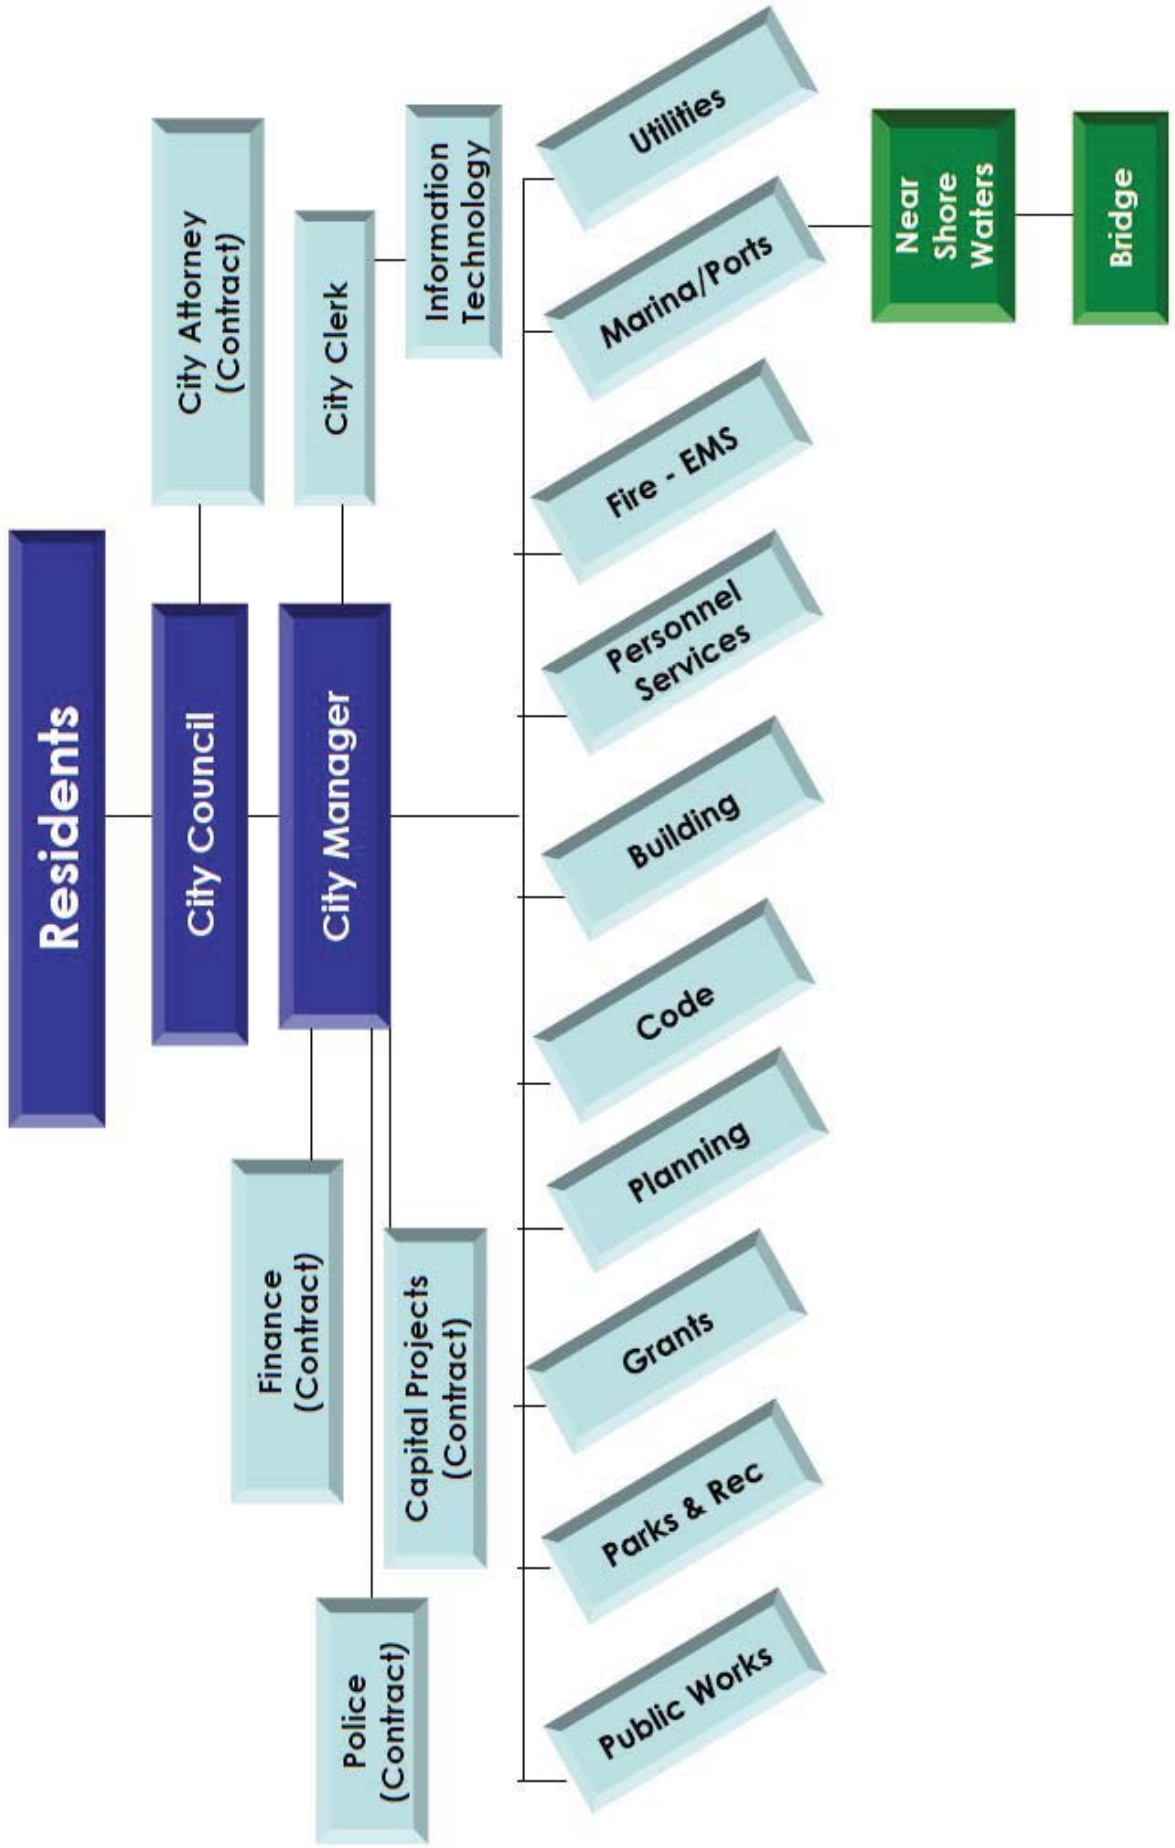 Residents
City Council
City Attorney
(Contract)
City Manager
City Clerk
Information
Technology
Finance
(Contract)
Police
(Contract)
Capital Projects
(Contract)
Public Works
Parks & Rec
Grants
Planning
Code
Building
Personnel
Services
Fire - EMS
Marina/Ports
Utilities
Near
Shore
Waters
Bridge